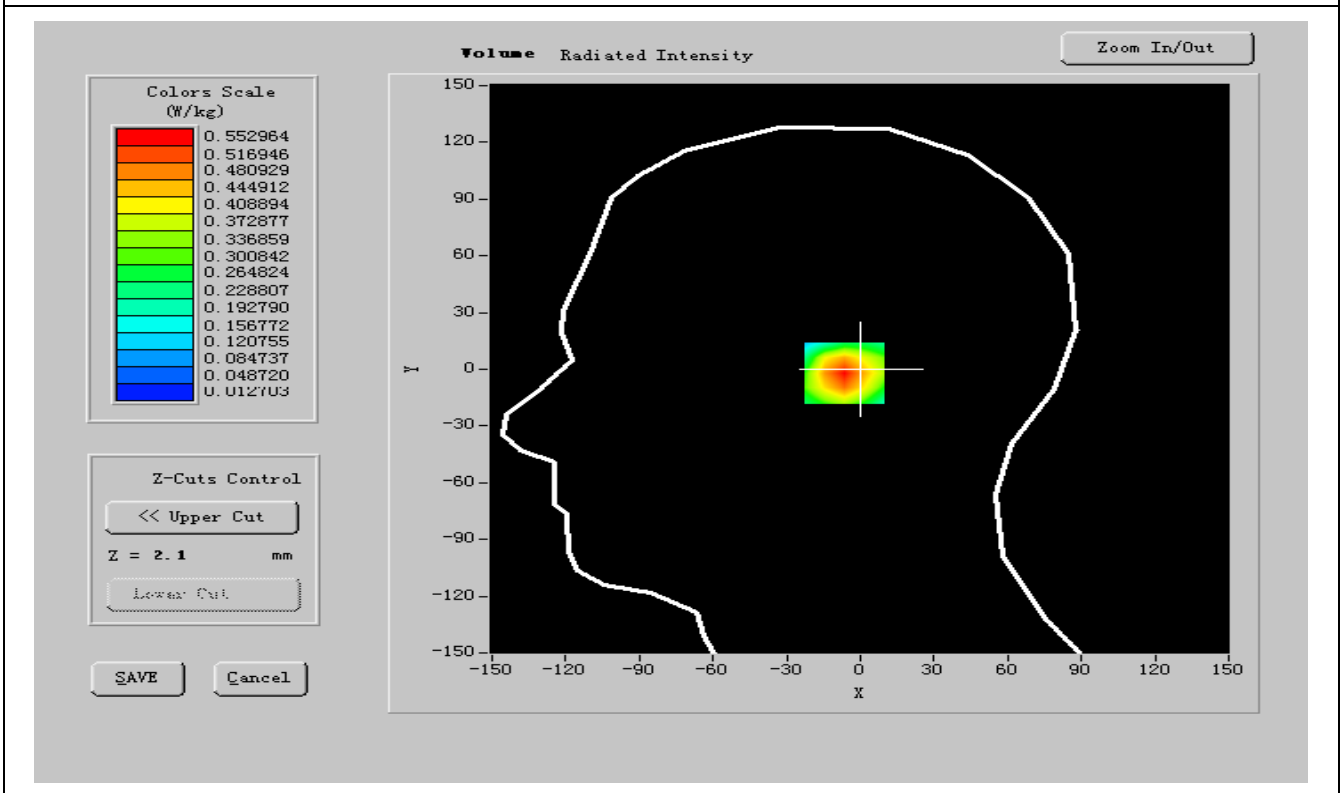 Volume Radiated Intensity
Zoom In/Out
Colors Scale
(W/kg)
0.552964
0.516946
0.480929
0.444912
0.408894
0.372877
0.336859
0.300842
0.264824
0.228807
0.192790
0.156772
0.120755
0.084737
0.048720
0.012703
Z-Cuts Control
<< Upper Cut
Z = 2.1 mm
Lower Cut
SAVE Cancel
150
120
90
60
30
0
-30
-60
-90
-120
-150
Y
-150 -120 -90 -60 -30 0 30 60 90 120 150
X